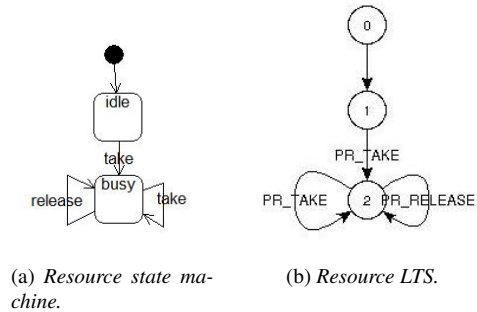 idle
take
busy
release
take
(a) Resource state ma-
chine.
0
1
PR_TAKE
PR_TAKE
2
PR_RELEASE
(b) Resource LTS.